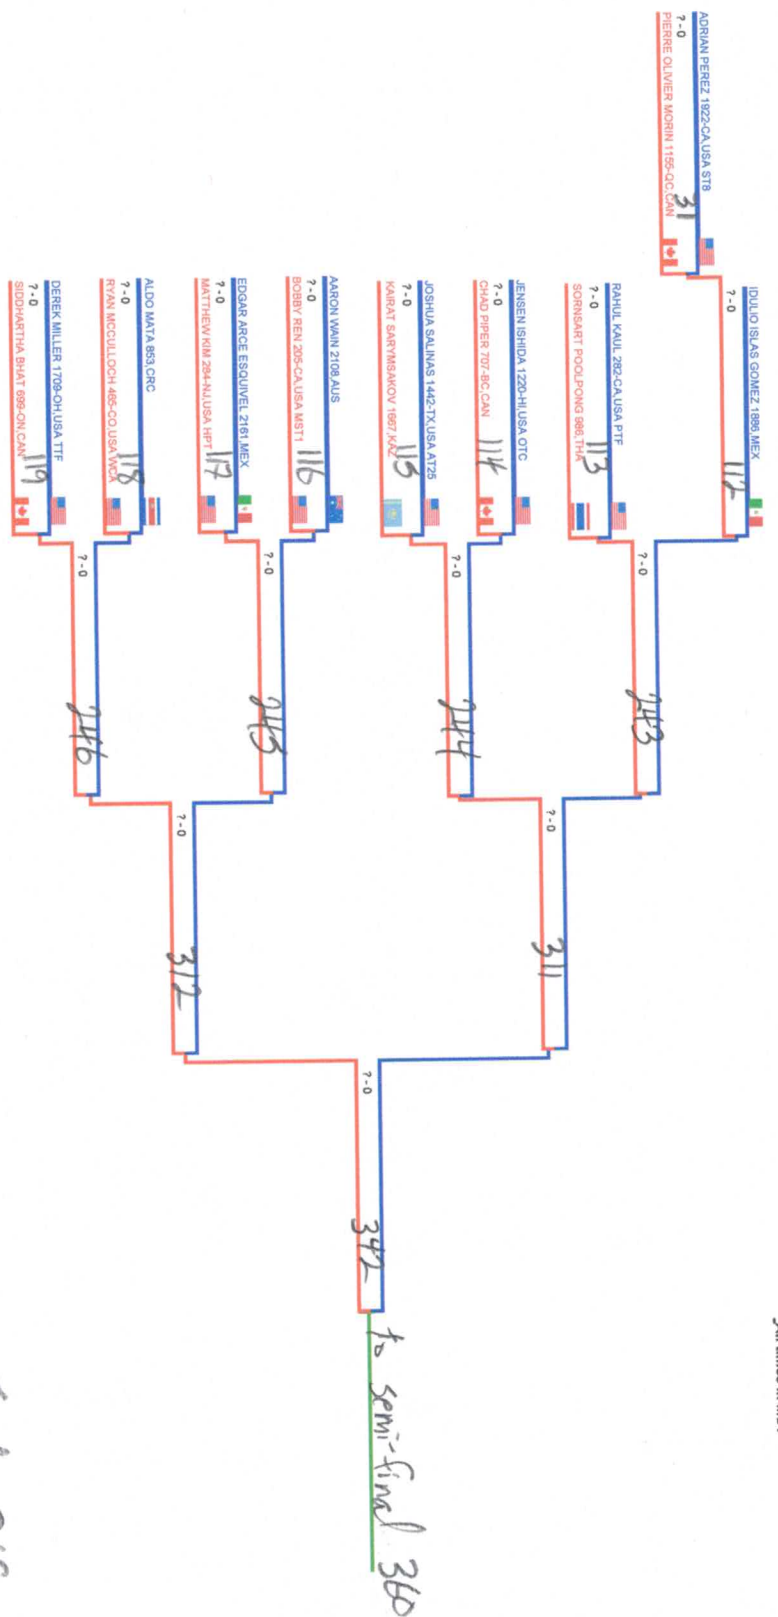 ADRIAN PEREZ 1922-CA,USA ST8
?-0
31
PIERRE OLIVIER MORIN 1155-QC,CAN
IDULIO ISLAS GOMEZ 1886,MEX
?-0
112
RAHUL KAUL 282-CA,USA PTF
?-0
113
SORNSART POOLPONG 986,THA
JENSEN ISHIDA 1220-HI,USA OTC
?-0
114
CHAD PIPER 707-BC,CAN
JOSHUA SALINAS 1442-TX,USA AT25
?-0
115
KAIRAT SARYMSAKOV 1667,KAZ
AARON WAIN 2108,AUS
?-0
116
BOBBY REN 205-CA,USA MST1
EDGAR ARCE ESQUIVEL 2161,MEX
?-0
117
MATTHEW KIM 284-NJ,USA HPT
ALDO MATA 853,CRC
?-0
118
RYAN MCCULLOCH 485-CO,USA WCA
DEREK MILLER 1709-OH,USA TTF
?-0
119
SIDDHARTHA BHAT 699-ON,CAN
?-0
243
?-0
244
?-0
245
?-0
246
?-0
311
?-0
312
?-0
342
to semi-final 360